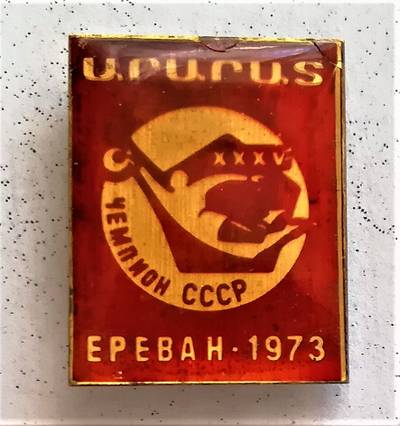 ԱՐԱՐԱՏ
XXXV
ЧЕМПИОН СССР
ЕРЕВАН · 1973